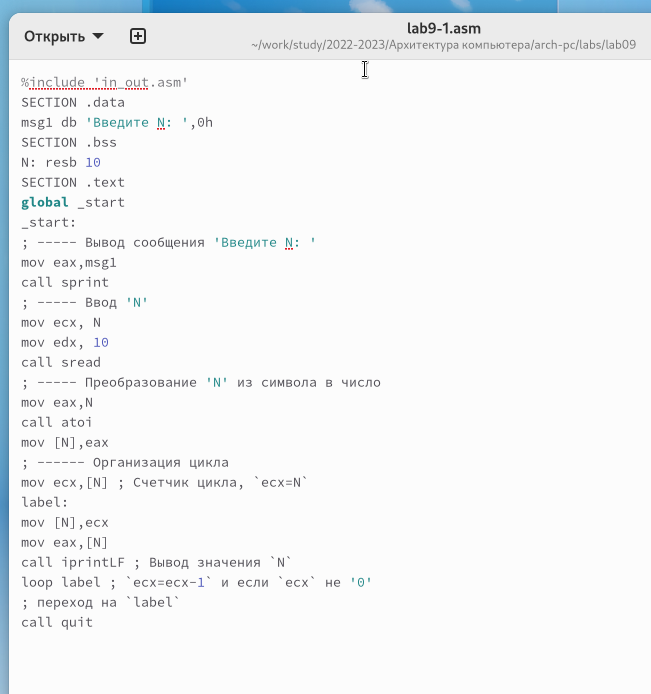 Открыть
lab9-1.asm
~/work/study/2022-2023/Архитектура компьютера/arch-pc/labs/lab09
%include 'in_out.asm'
SECTION .data
msg1 db 'Введите N: ',0h
SECTION .bss
N: resb 10
SECTION .text
global _start
_start:
; ----- Вывод сообщения 'Введите N: '
mov eax,msg1
call sprint
; ----- Ввод 'N'
mov ecx, N
mov edx, 10
call sread
; ----- Преобразование 'N' из символа в число
mov eax,N
call atoi
mov [N],eax
; ------ Организация цикла
mov ecx,[N] ; Счетчик цикла, `ecx=N`
label:
mov [N],ecx
mov eax,[N]
call iprintLF ; Вывод значения `N`
loop label ; `ecx=ecx-1` и если `ecx` не '0'
; переход на `label`
call quit